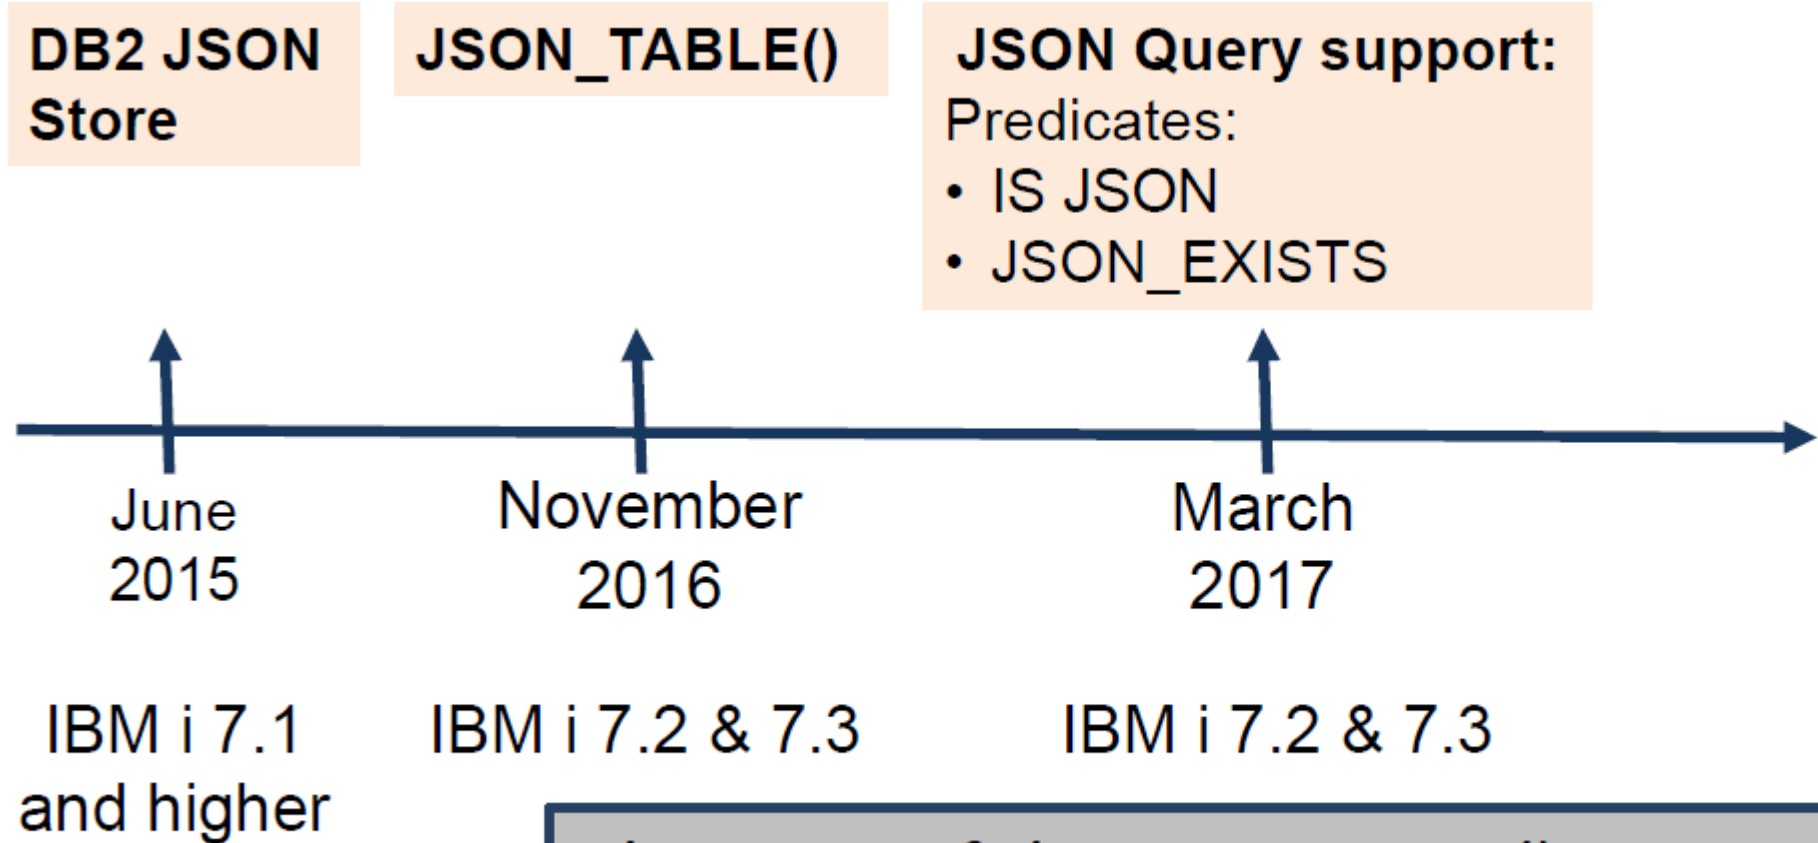 DB2 JSON
Store
JSON_TABLE()
JSON Query support:
Predicates:
• IS JSON
• JSON_EXISTS
June
2015
November
2016
March
2017
IBM i 7.1
and higher
IBM i 7.2 & 7.3
IBM i 7.2 & 7.3